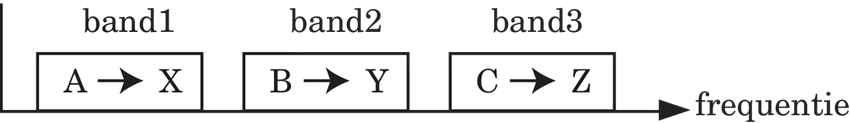 band1 band2 band3
A → X B → Y C → Z
frequentie